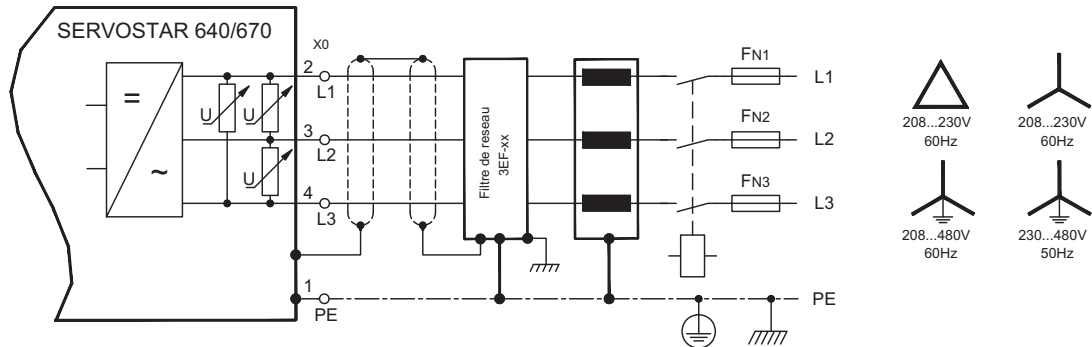 SERVOSTAR 640/670
X0
=
~
U
U
U
2
L1
3
L2
4
L3
1
PE
Filtre de reseau
3EF-xx
FN1
L1
FN2
L2
FN3
L3
PE
208...230V
60Hz
208...230V
60Hz
208...480V
60Hz
230...480V
50Hz